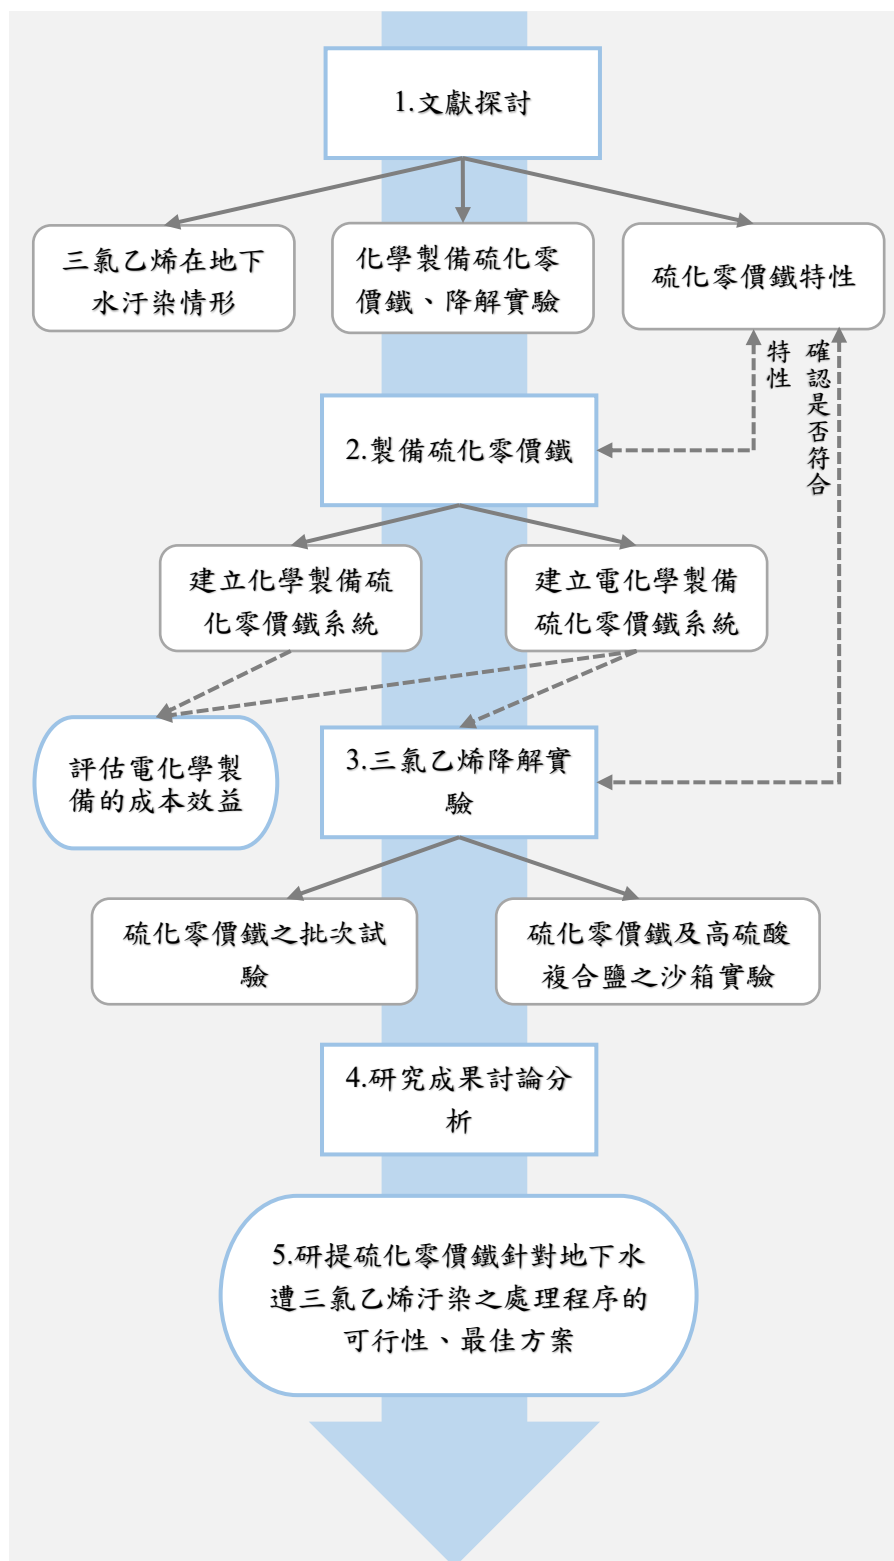 1.文獻探討
三氯乙烯在地下
水汙染情形
化學製備硫化零
價鐵、降解實驗
硫化零價鐵特性
確認是否符合
特性
2.製備硫化零價鐵
建立化學製備硫
化零價鐵系統
建立電化學製備
硫化零價鐵系統
評估電化學製
備的成本效益
3.三氯乙烯降解實
驗
硫化零價鐵之批次試
驗
硫化零價鐵及高硫酸
複合鹽之沙箱實驗
4.研究成果討論分
析
5.研提硫化零價鐵針對地下水
遭三氯乙烯汙染之處理程序的
可行性、最佳方案